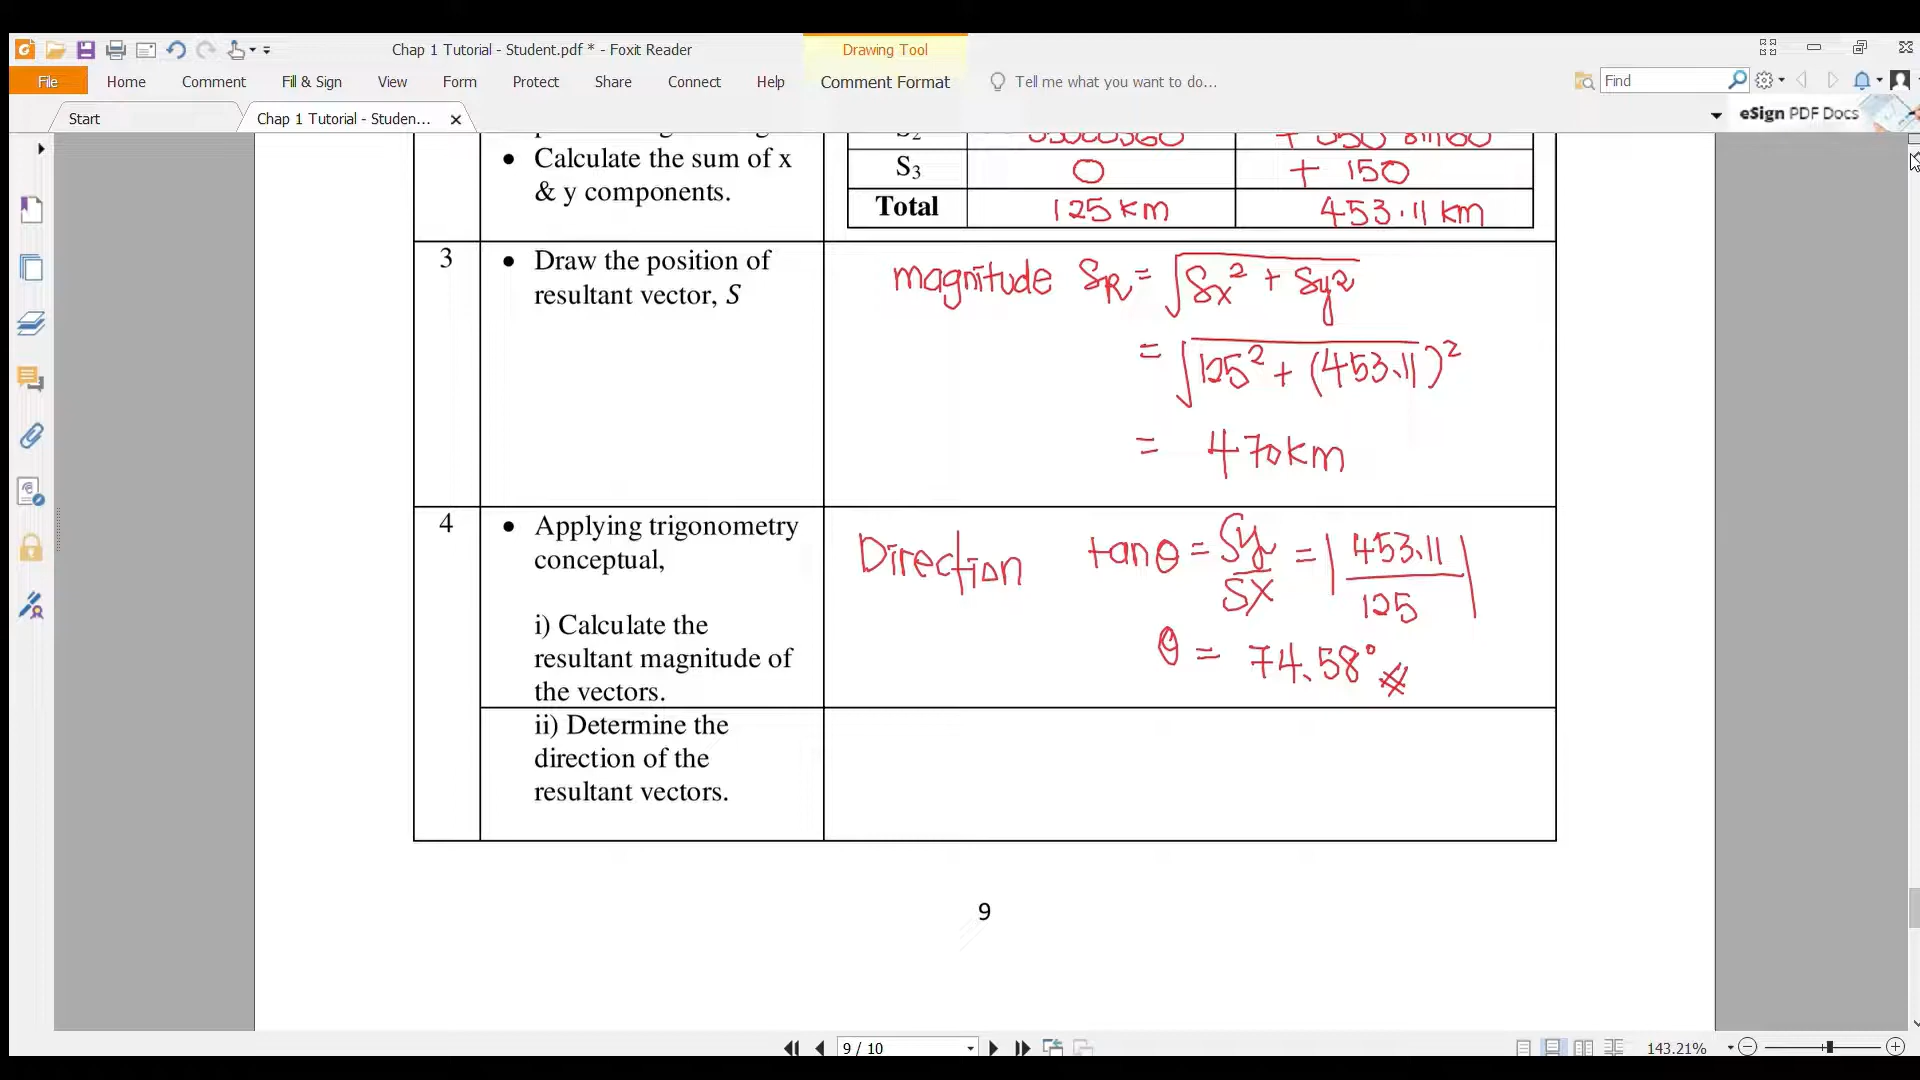 Chap 1 Tutorial - Student.pdf * - Foxit Reader
Drawing Tool
File Home Comment Fill & Sign View Form Protect Share Connect Help Comment Format Tell me what you want to do... Find
Start Chap 1 Tutorial - Studen... eSign PDF Docs
• Calculate the sum of x & y components.
S₃ 0 + 150
Total 125 km 453.11 km
3 • Draw the position of
resultant vector, S
magnitude SR = √Sx² + Sy²
= √125² + (453.11)²
= 470km
4 • Applying trigonometry
conceptual,
i) Calculate the
resultant magnitude of
the vectors.
Direction tanθ = Sy/Sx = |453.11/125|
θ = 74.58° #
ii) Determine the
direction of the
resultant vectors.
9
9 / 10 143.21%